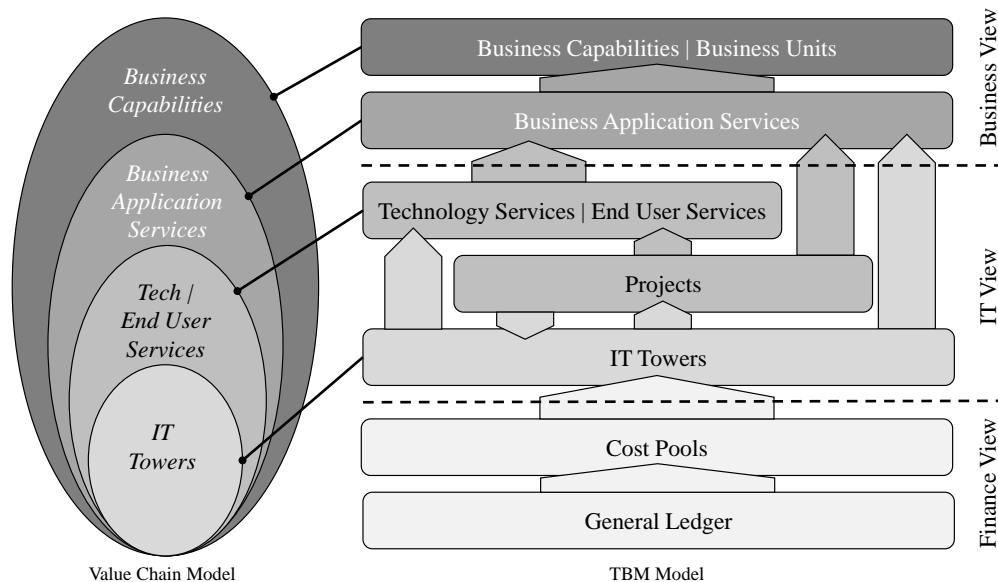 Business
Capabilities
Business
Application
Services
Tech |
End User
Services
IT
Towers
Value Chain Model
Business Capabilities | Business Units
Business Application Services
Technology Services | End User Services
Projects
IT Towers
Cost Pools
General Ledger
TBM Model
Business View
IT View
Finance View